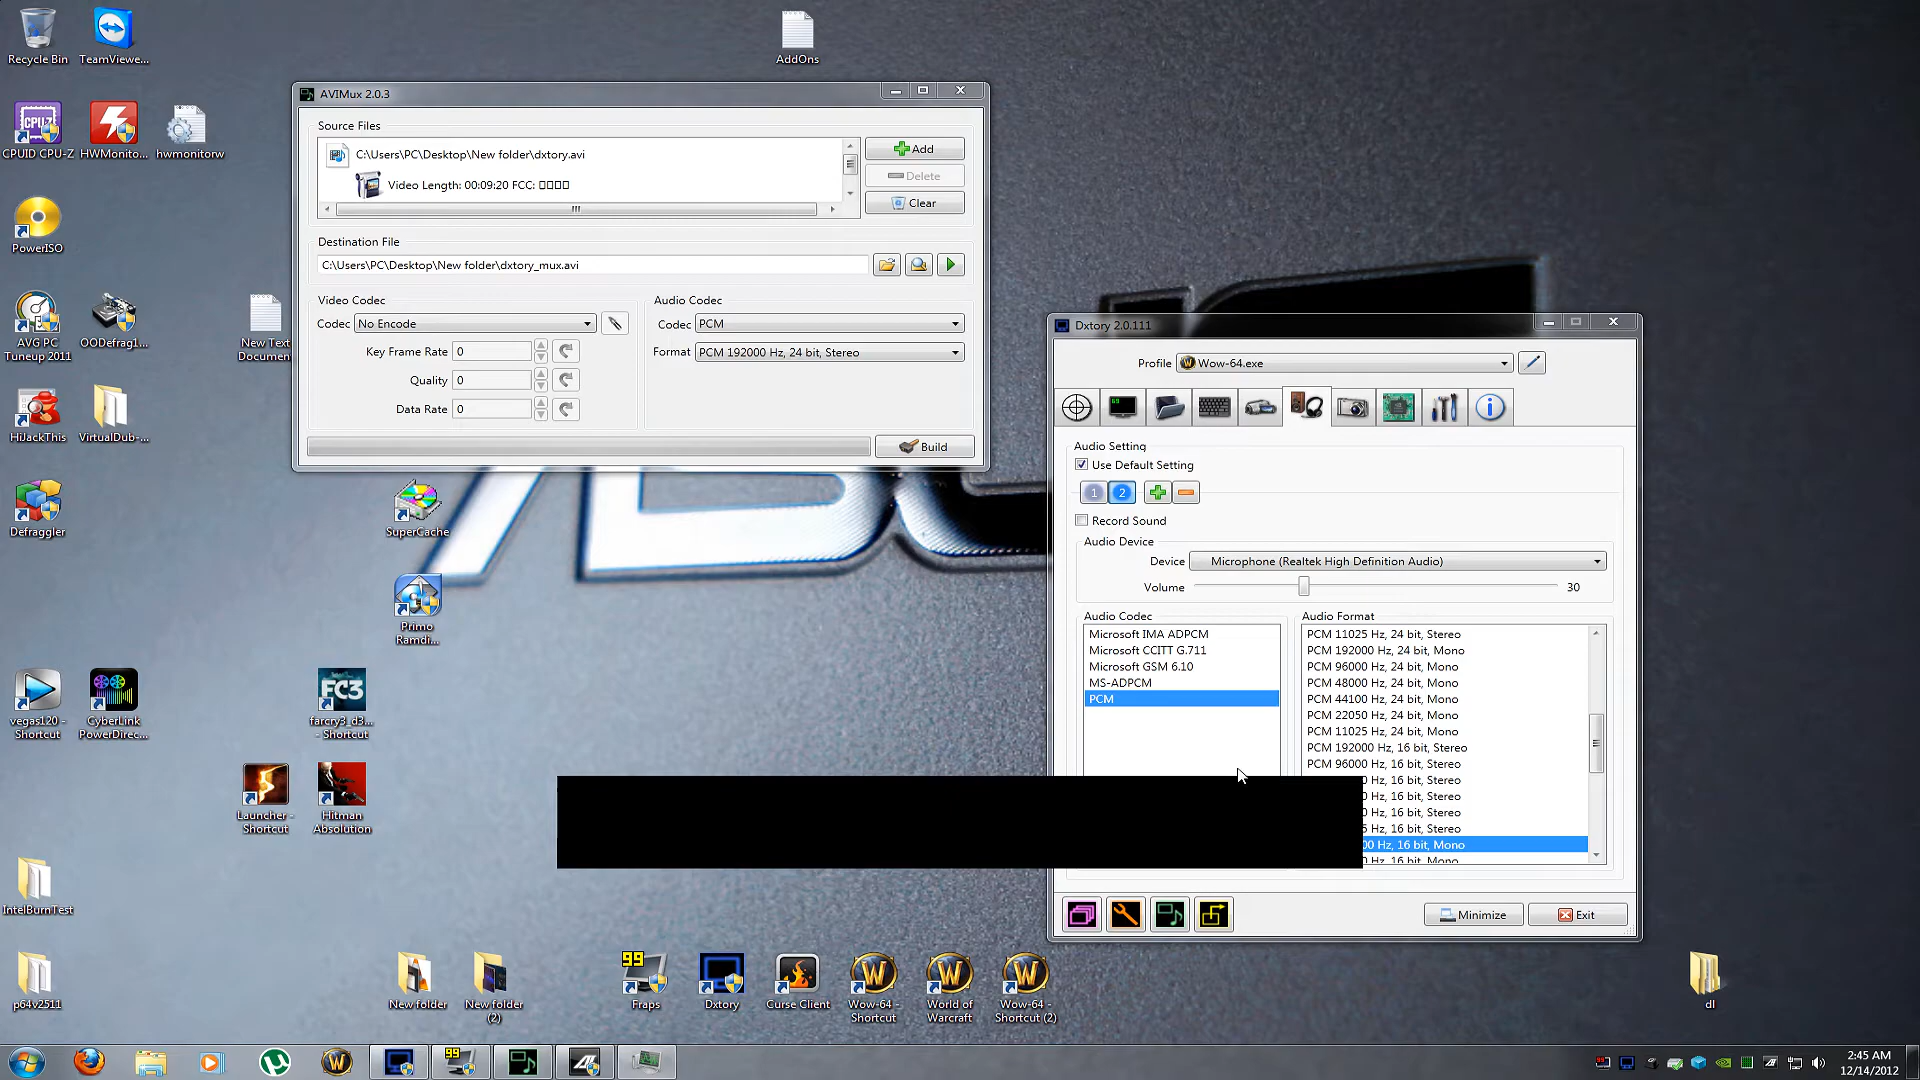 Recycle Bin
TeamViewe...
AddOns
CPUID CPU-Z
HWMonito...
hwmonitorw
PowerISO
AVG PC
Tuneup 2011
OODefrag1...
New Text
Documen
HiJackThis
VirtualDub-...
Defraggler
SuperCache
Primo
Ramdi...
vegas120 -
Shortcut
CyberLink
PowerDirec...
FC3
farcry3_d3...
- Shortcut
Launcher -
Shortcut
Hitman
Absolution
IntelBurnTest
p64v2511
New folder
New folder
(2)
99
Fraps
Dxtory
Curse Client
Wow-64 -
Shortcut
World of
Warcraft
Wow-64 -
Shortcut (2)
dl
AVIMux 2.0.3
Source Files
C:\Users\PC\Desktop\New folder\dxtory.avi
Video Length: 00:09:20 FCC: □□□□
Add
Delete
Clear
Destination File
C:\Users\PC\Desktop\New folder\dxtory_mux.avi
Video Codec
Codec No Encode
Key Frame Rate 0
Quality 0
Data Rate 0
Audio Codec
Codec PCM
Format PCM 192000 Hz, 24 bit, Stereo
Build
Dxtory 2.0.111
Profile Wow-64.exe
Audio Setting
Use Default Setting
1 2
Record Sound
Audio Device
Device Microphone (Realtek High Definition Audio)
Volume 30
Audio Codec
Microsoft IMA ADPCM
Microsoft CCITT G.711
Microsoft GSM 6.10
MS-ADPCM
PCM
Audio Format
PCM 11025 Hz, 24 bit, Stereo
PCM 192000 Hz, 24 bit, Mono
PCM 96000 Hz, 24 bit, Mono
PCM 48000 Hz, 24 bit, Mono
PCM 44100 Hz, 24 bit, Mono
PCM 22050 Hz, 24 bit, Mono
PCM 11025 Hz, 24 bit, Mono
PCM 192000 Hz, 16 bit, Stereo
PCM 96000 Hz, 16 bit, Stereo
Hz, 16 bit, Stereo
Hz, 16 bit, Stereo
Hz, 16 bit, Stereo
Hz, 16 bit, Stereo
Hz, 16 bit, Mono
Hz, 16 bit, Mono
Minimize
Exit
2:45 AM
12/14/2012